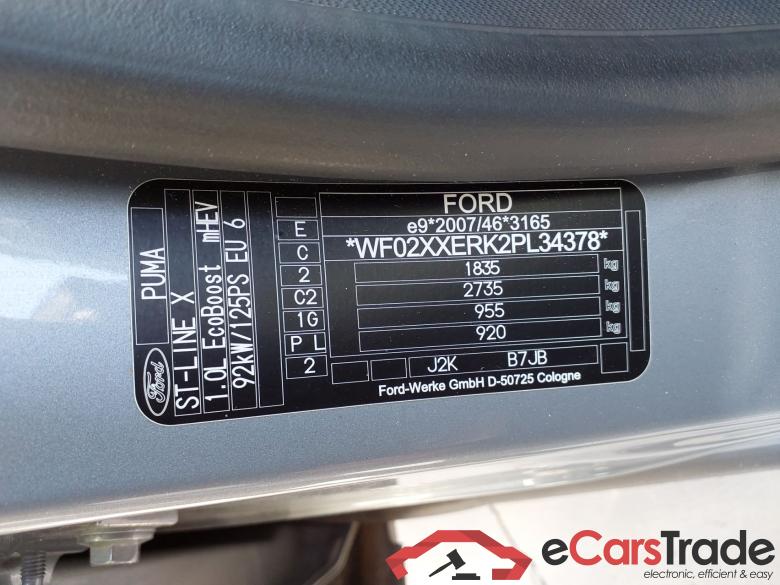 PUMA
Ford
ST-LINE X
1.0L EcoBoost mHEV
92kW/125PS EU 6
E
C
2
C2
1G
P L
2
FORD
e9*2007/46*3165
*WF02XXERK2PL34378*
1835 kg
2735 kg
955 kg
920 kg
J2K B7JB
Ford-Werke GmbH D-50725 Cologne
eCarsTrade
electronic, efficient & easy